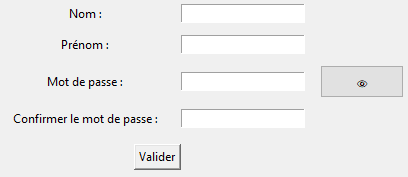 Nom :
Prénom :
Mot de passe :
Confirmer le mot de passe :
Valider